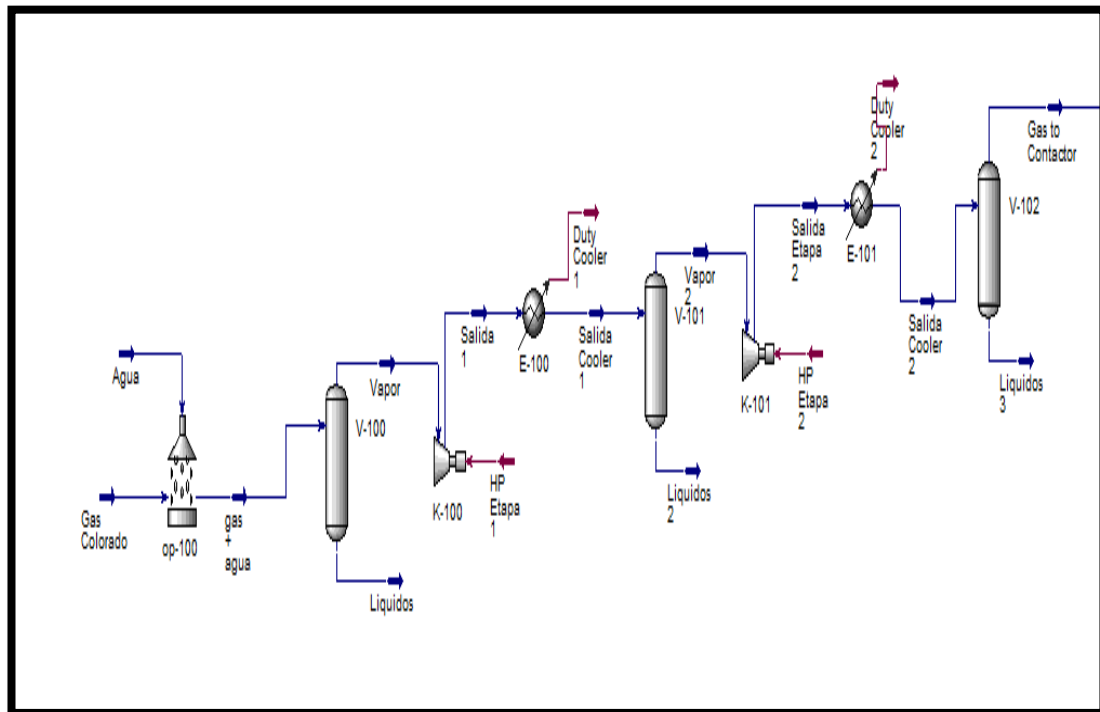 Agua
Gas
Colorado
op-100
gas
+
agua
V-100
Vapor
Liquidos
K-100
HP
Etapa
1
Salida
1
E-100
Duty
Cooler
1
Salida
Cooler
1
V-101
Vapor
2
Liquidos
2
K-101
HP
Etapa
2
Salida
Etapa
2
E-101
Duty
Cooler
2
Salida
Cooler
2
V-102
Gas to
Contactor
Liquidos
3